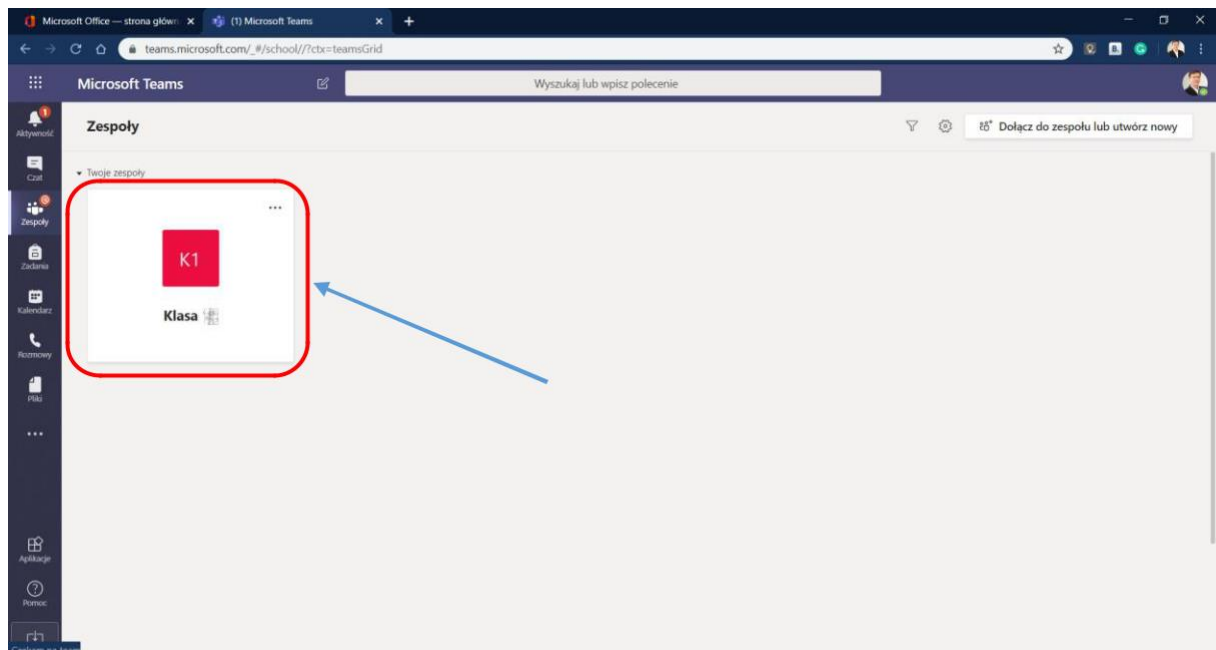 Microsoft Office — strona główn
(1) Microsoft Teams
teams.microsoft.com/_#/school//?ctx=teamsGrid
Microsoft Teams
Wyszukaj lub wpisz polecenie
1
Aktywność
Zespoły
Dołącz do zespołu lub utwórz nowy
Czat
Twoje zespoły
Zespoły
K1
Zadania
Klasa
Kalendarz
Rozmowy
Pliki
Aplikacje
Pomoc